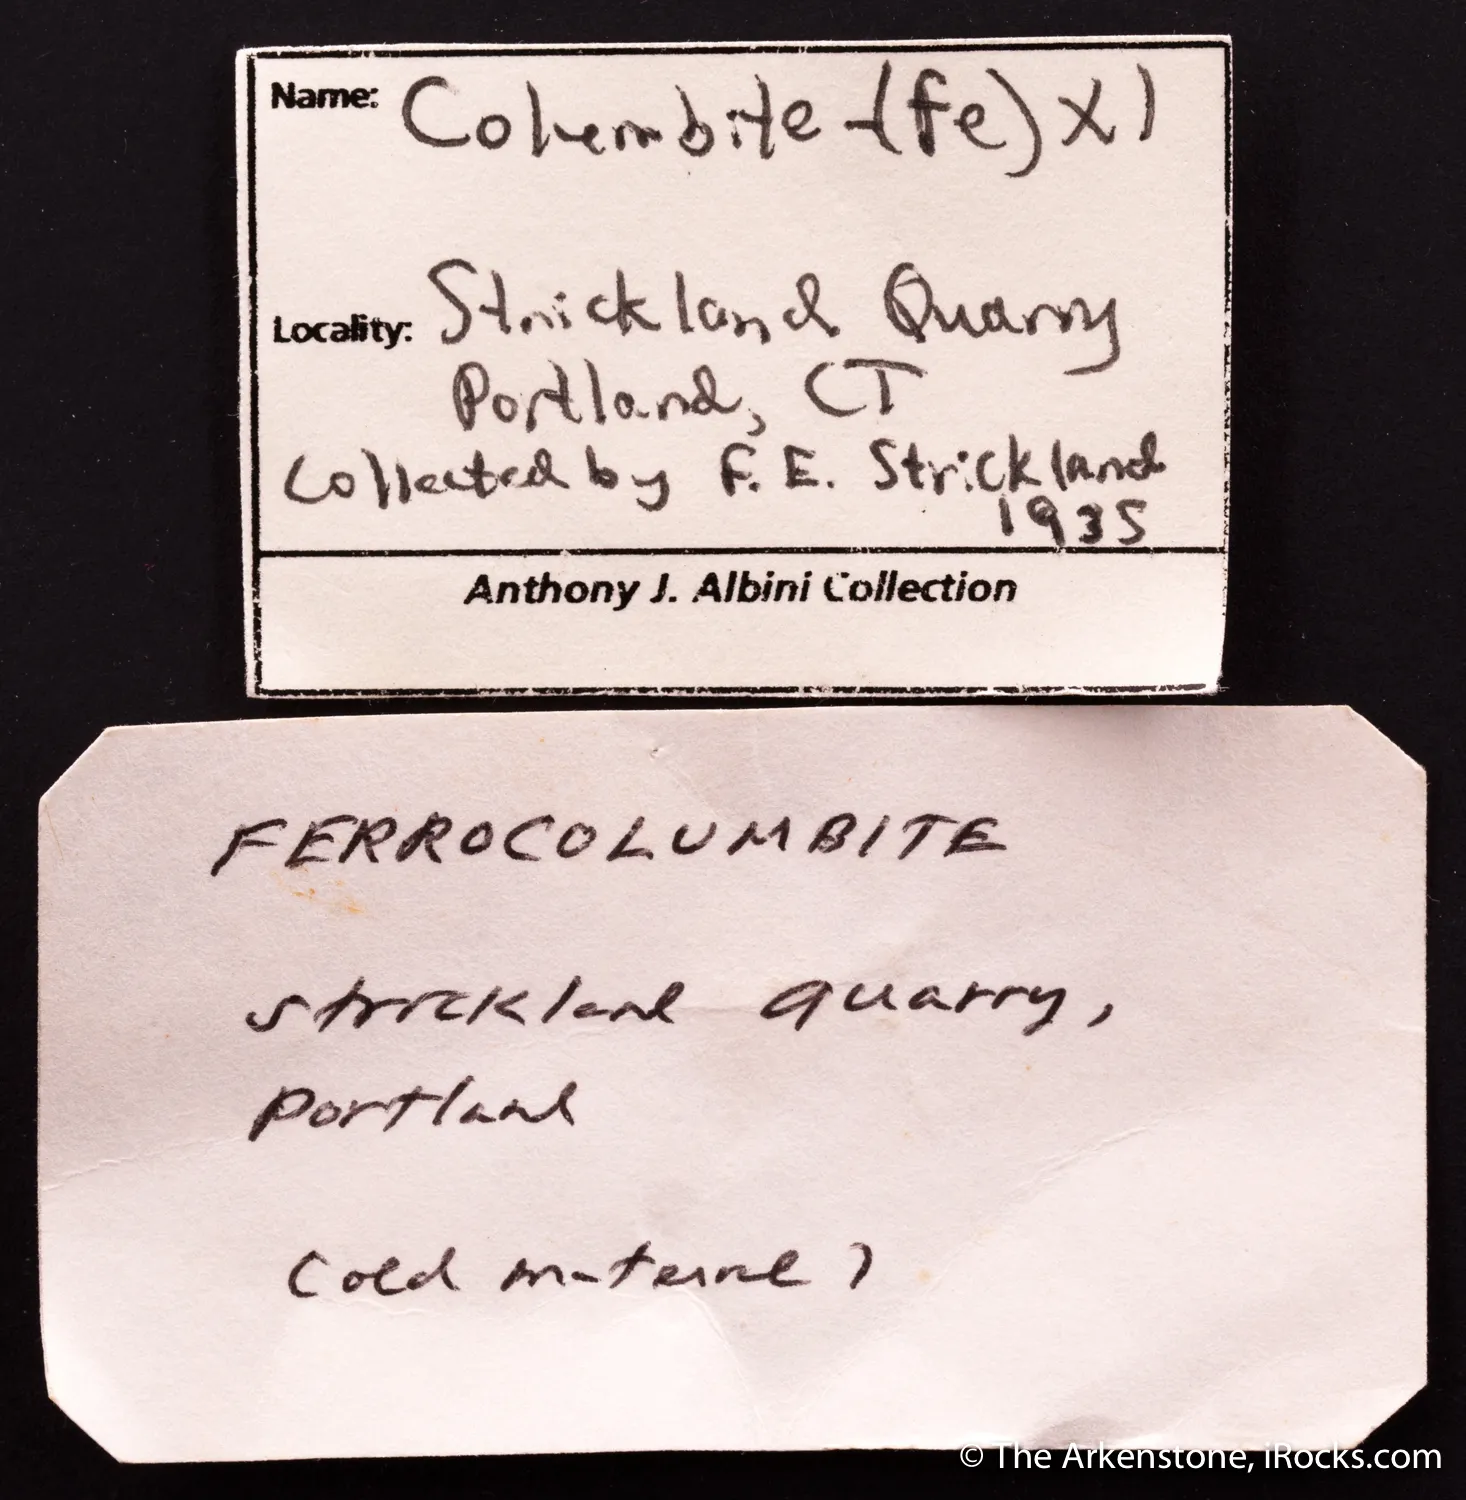 Name: Columbite-(Fe) xl
Locality: Strickland Quarry
Portland, CT
Collected by F. E. Strickland
1935
Anthony J. Albini Collection
FERROCOLUMBITE
Strickland quarry,
Portland
(old material)
© The Arkenstone, iRocks.com